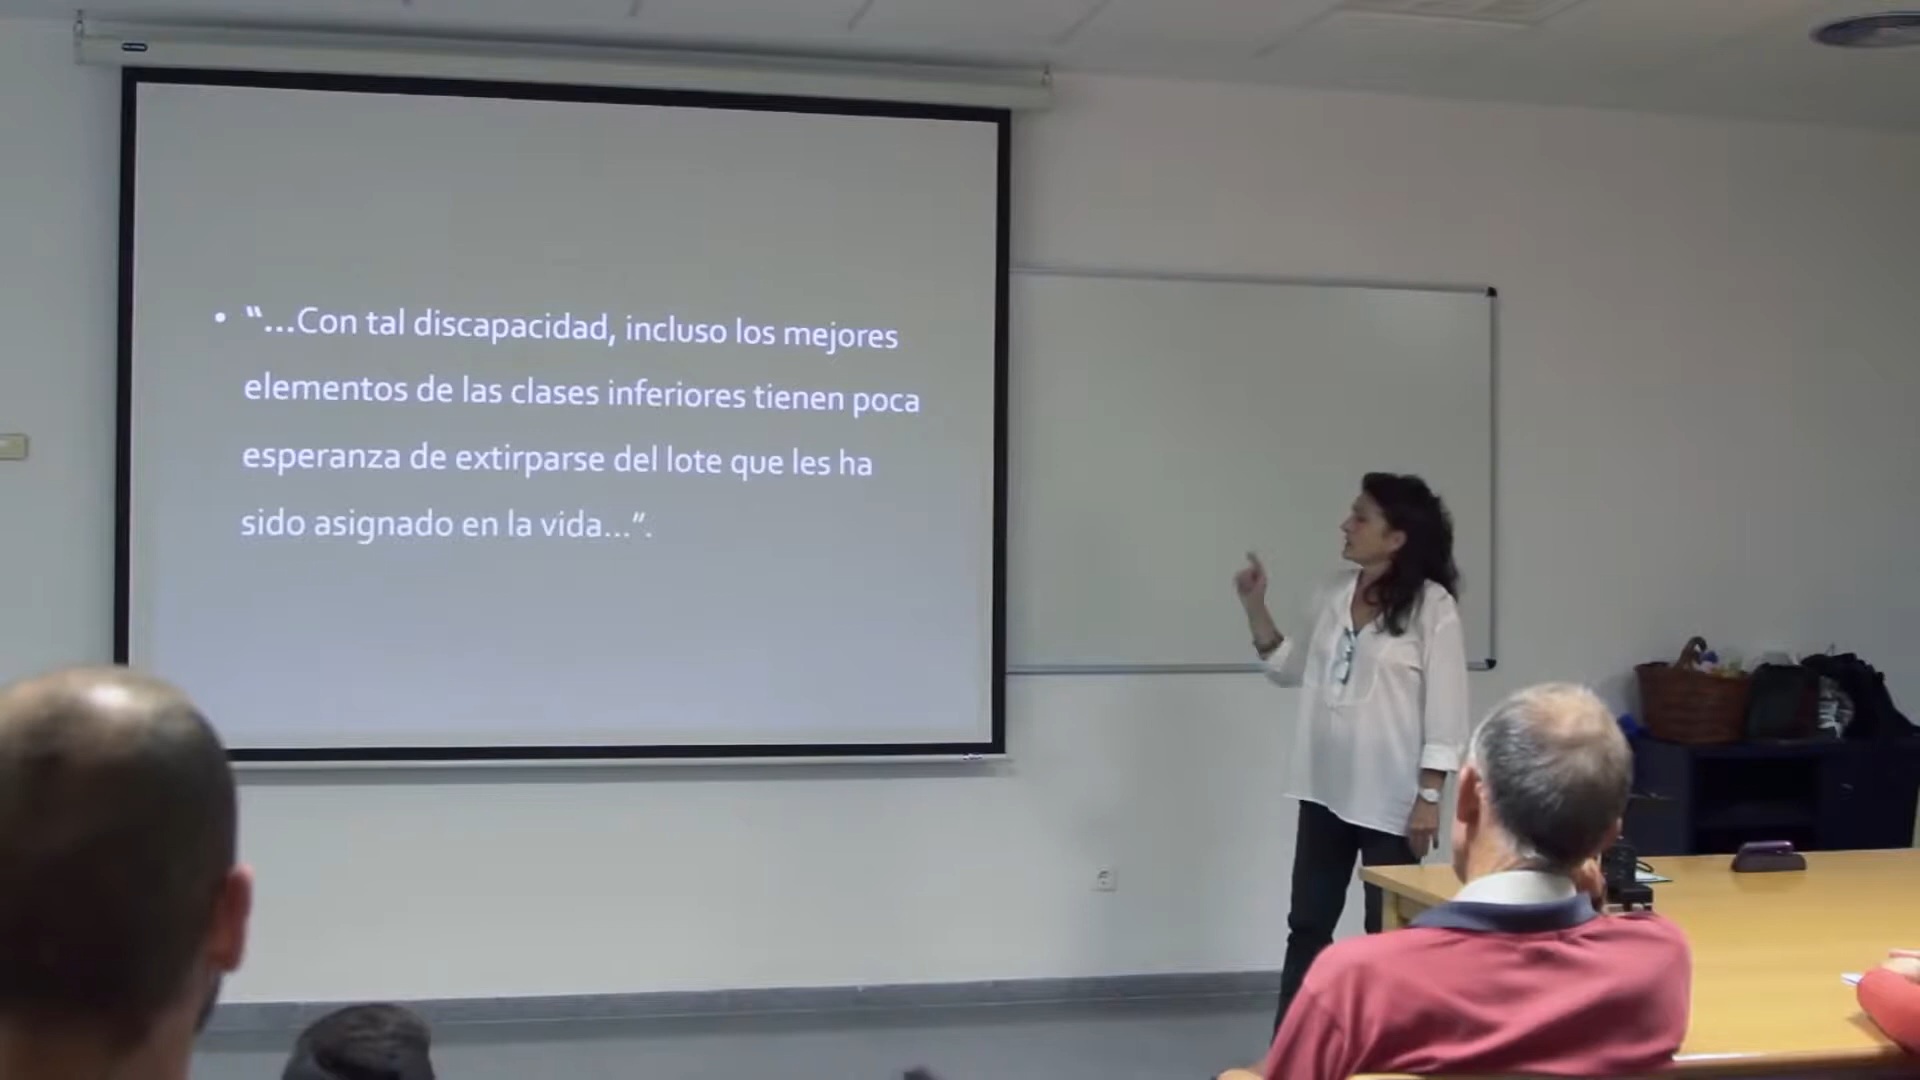 • “...Con tal discapacidad, incluso los mejores
elementos de las clases inferiores tienen poca
esperanza de extirparse del lote que les ha
sido asignado en la vida...”.